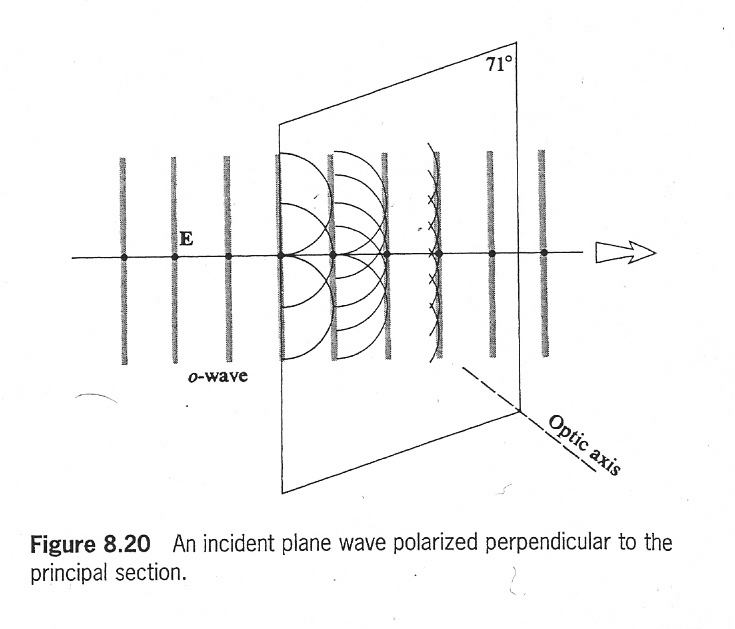 71°
E
o-wave
Optic axis
Figure 8.20 An incident plane wave polarized perpendicular to the
principal section.